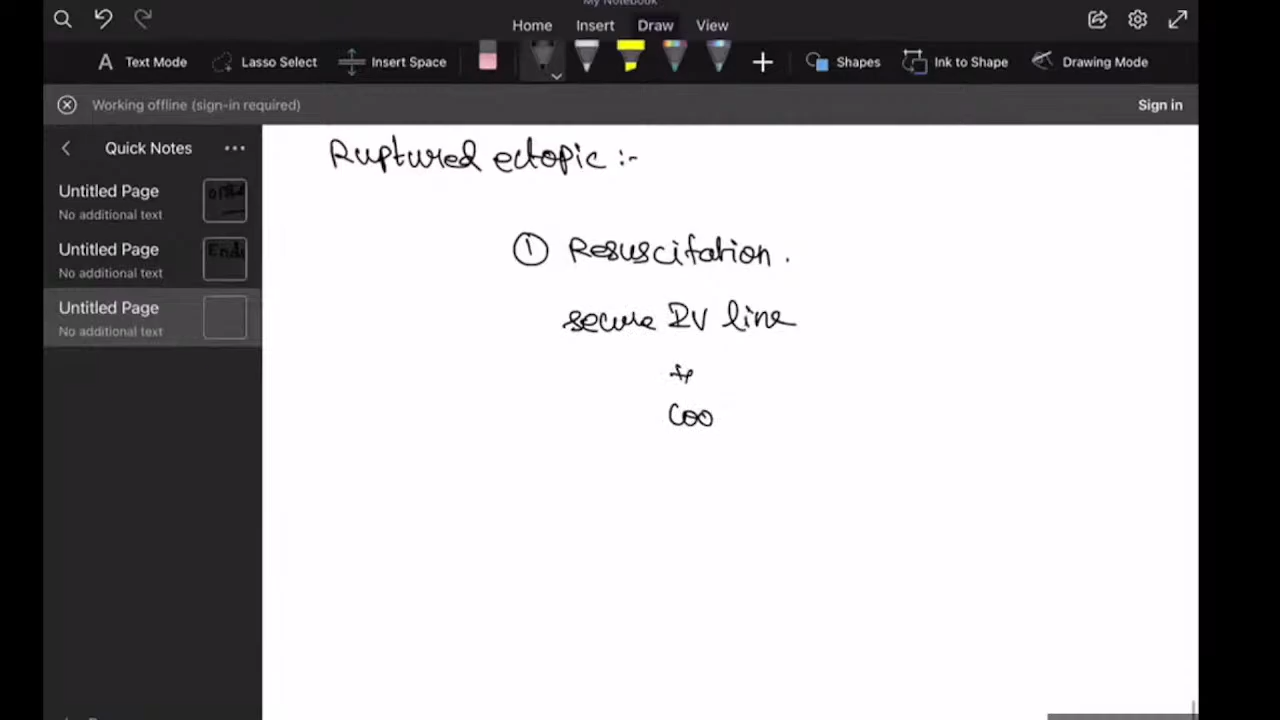 My Notebook
Home Insert Draw View
Text Mode Lasso Select Insert Space Shapes Ink to Shape Drawing Mode
Working offline (sign-in required) Sign in
Quick Notes
Untitled Page
No additional text
Untitled Page
No additional text
Untitled Page
No additional text
Ruptured ectopic :-
① Resuscitation.
secure IV line
Coo